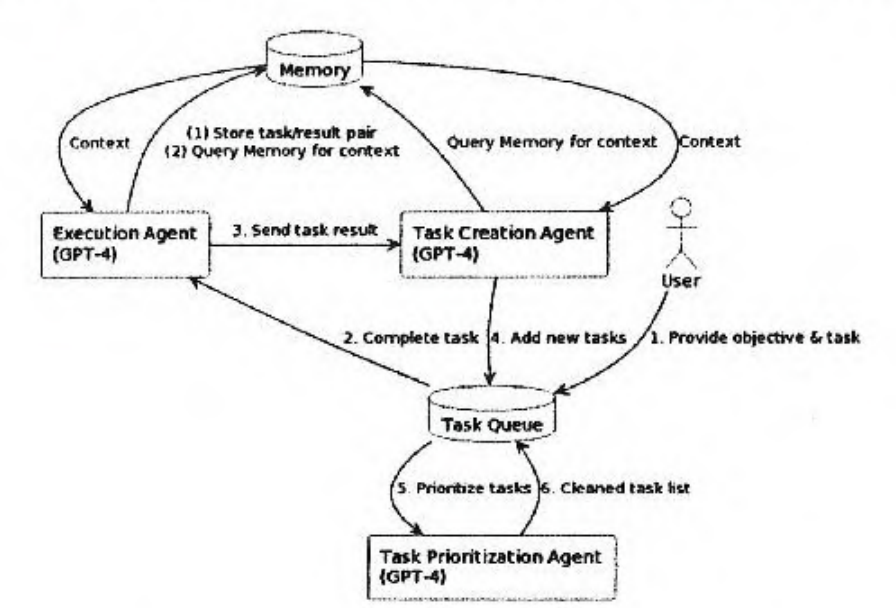 Memory
Context
(1) Store task/result pair
(2) Query Memory for context
Query Memory for context
Context
Execution Agent
(GPT-4)
3. Send task result
Task Creation Agent
(GPT-4)
User
2. Complete task
4. Add new tasks
1. Provide objective & task
Task Queue
5. Prioritize tasks
6. Cleaned task list
Task Prioritization Agent
(GPT-4)